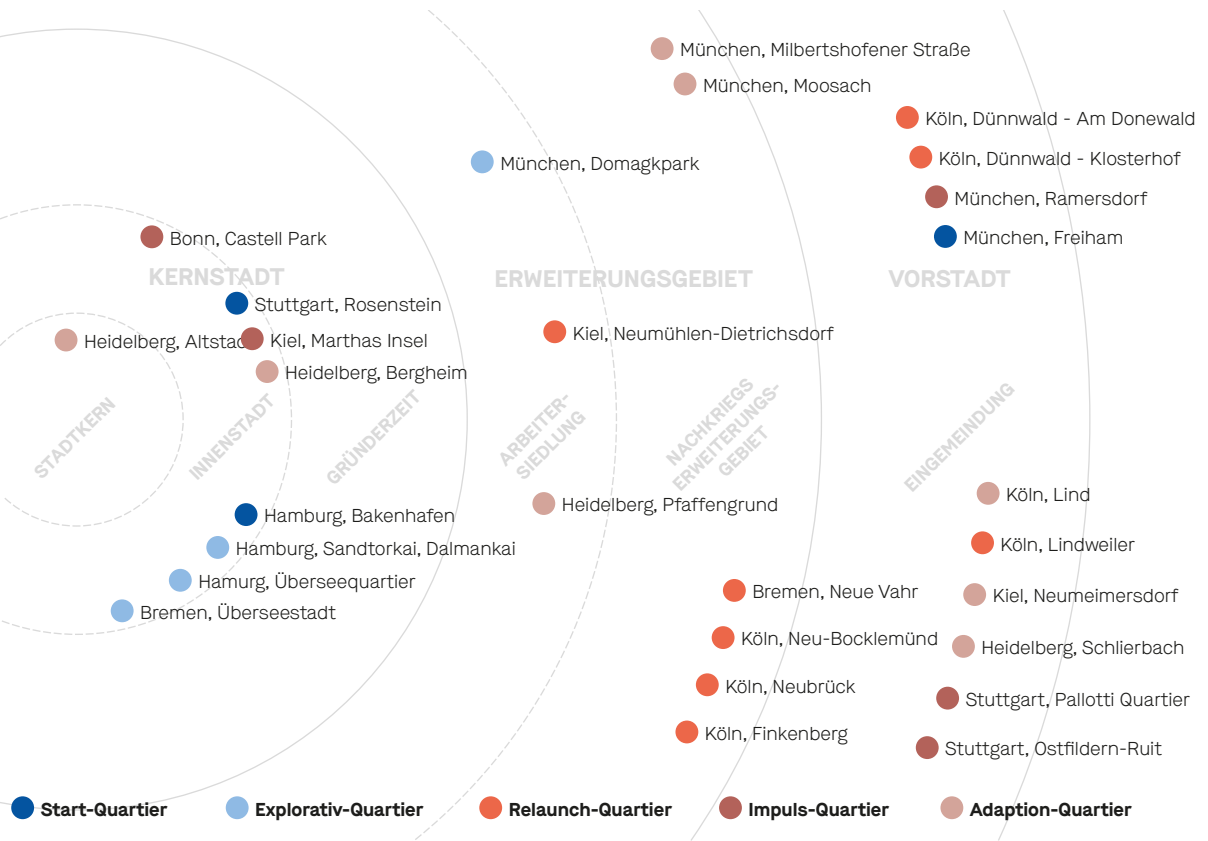 München, Milbertshofener Straße
München, Moosach
Köln, Dünnwald - Am Donewald
Köln, Dünnwald - Klosterhof
München, Domagkpark
München, Ramersdorf
Bonn, Castell Park
München, Freiham
KERNSTADT
ERWEITERUNGSGEBIET
VORSTADT
Stuttgart, Rosenstein
Kiel, Neumühlen-Dietrichsdorf
Heidelberg, Altstad
Kiel, Marthas Insel
Heidelberg, Bergheim
STADTKERN
INNENSTADT
GRÜNDERZEIT
ARBEITER-
SIEDLUNG
NACHKRIEGS
ERWEITERUNGS-
GEBIET
EINGEMEINDUNG
Köln, Lind
Heidelberg, Pfaffengrund
Hamburg, Bakenhafen
Köln, Lindweiler
Hamburg, Sandtorkai, Dalmankai
Hamurg, Überseequartier
Bremen, Neue Vahr
Kiel, Neumeimersdorf
Bremen, Überseestadt
Köln, Neu-Bocklemünd
Heidelberg, Schlierbach
Köln, Neubrück
Stuttgart, Pallotti Quartier
Köln, Finkenberg
Stuttgart, Ostfildern-Ruit
Start-Quartier
Explorativ-Quartier
Relaunch-Quartier
Impuls-Quartier
Adaption-Quartier